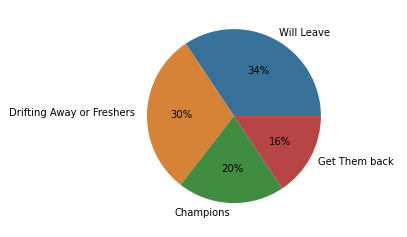 Will Leave
34%
Drifting Away or Freshers
30%
16%
Get Them back
20%
Champions